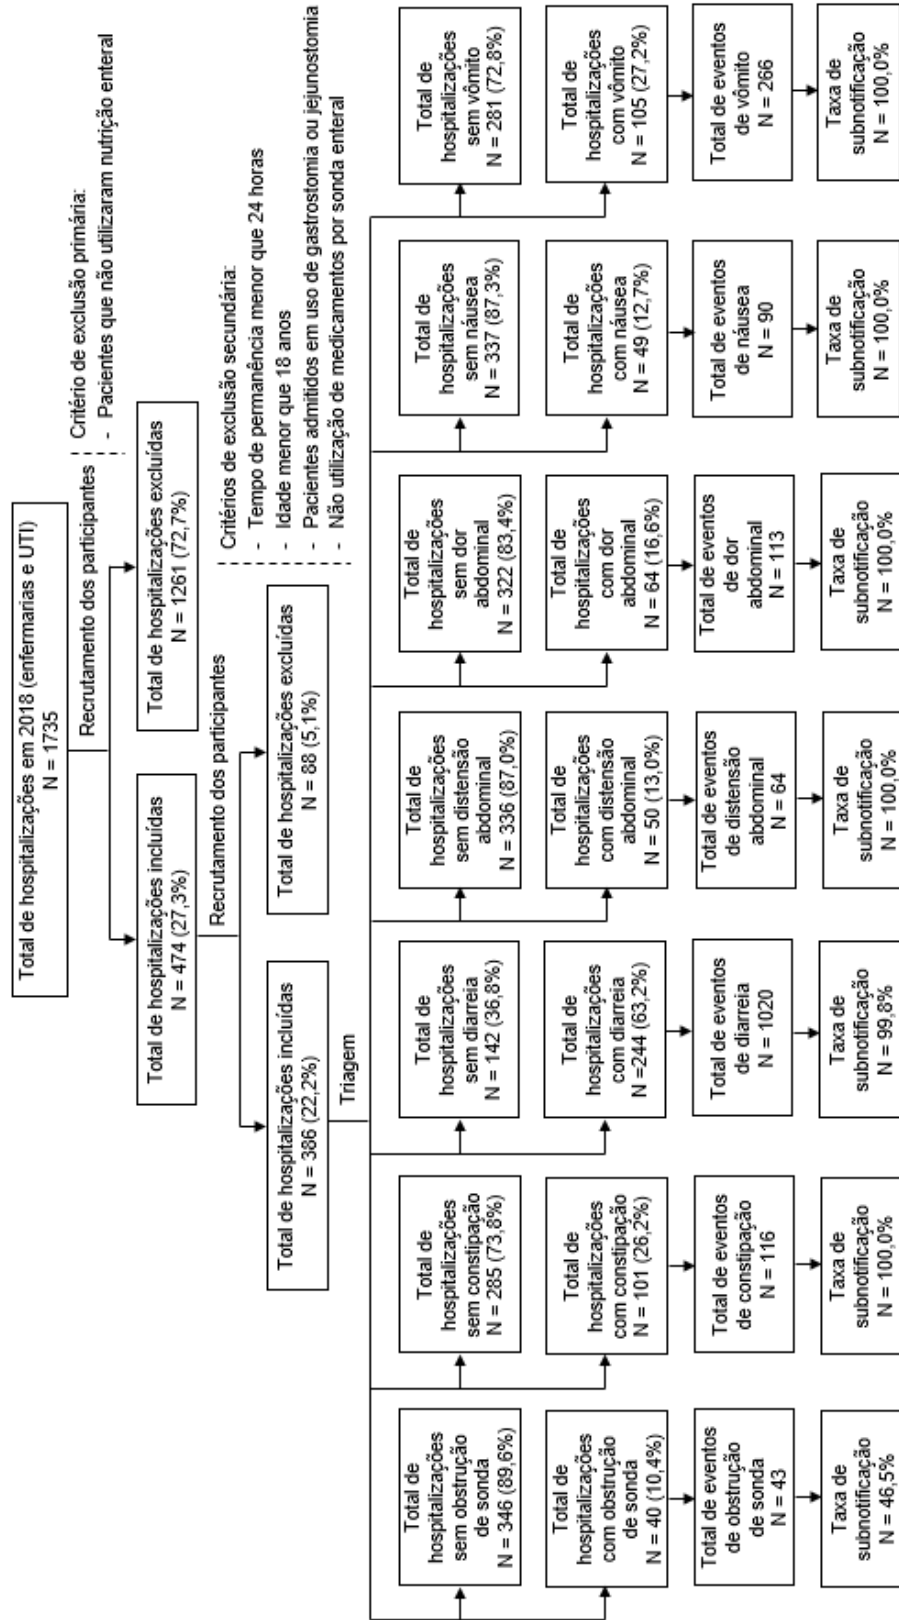 Total de hospitalizações em 2018 (enfermarias e UTI)
N = 1735
Recrutamento dos participantes
Critério de exclusão primária:
- Pacientes que não utilizaram nutrição enteral
Total de hospitalizações incluídas
N = 474 (27,3%)
Total de hospitalizações excluídas
N = 1261 (72,7%)
Recrutamento dos participantes
Critérios de exclusão secundária:
- Tempo de permanência menor que 24 horas
- Idade menor que 18 anos
- Pacientes admitidos em uso de gastrostomia ou jejunostomia
- Não utilização de medicamentos por sonda enteral
Total de hospitalizações incluídas
N = 386 (22,2%)
Total de hospitalizações excluídas
N = 88 (5,1%)
Triagem
Total de
hospitalizações
sem obstrução
de sonda
N = 346 (89,6%)
Total de
hospitalizações
sem constipação
N = 285 (73,8%)
Total de
hospitalizações
sem diarreia
N = 142 (36,8%)
Total de
hospitalizações
sem distensão
abdominal
N = 336 (87,0%)
Total de
hospitalizações
sem dor
abdominal
N = 322 (83,4%)
Total de
hospitalizações
sem náusea
N = 337 (87,3%)
Total de
hospitalizações
sem vômito
N = 281 (72,8%)
Total de
hospitalizações
com obstrução
de sonda
N = 40 (10,4%)
Total de
hospitalizações
com constipação
N = 101 (26,2%)
Total de
hospitalizações
com diarreia
N =244 (63,2%)
Total de
hospitalizações
com distensão
abdominal
N = 50 (13,0%)
Total de
hospitalizações
com dor
abdominal
N = 64 (16,6%)
Total de
hospitalizações
com náusea
N = 49 (12,7%)
Total de
hospitalizações
com vômito
N = 105 (27,2%)
Total de eventos
de obstrução
de sonda
N = 43
Total de eventos
de constipação
N = 116
Total de eventos
de diarreia
N = 1020
Total de eventos
de distensão
abdominal
N = 64
Total de eventos
de dor
abdominal
N = 113
Total de eventos
de náusea
N = 90
Total de eventos
de vômito
N = 266
Taxa de
subnotificação
N = 46,5%
Taxa de
subnotificação
N = 100,0%
Taxa de
subnotificação
N = 99,8%
Taxa de
subnotificação
N = 100,0%
Taxa de
subnotificação
N = 100,0%
Taxa de
subnotificação
N = 100,0%
Taxa de
subnotificação
N = 100,0%